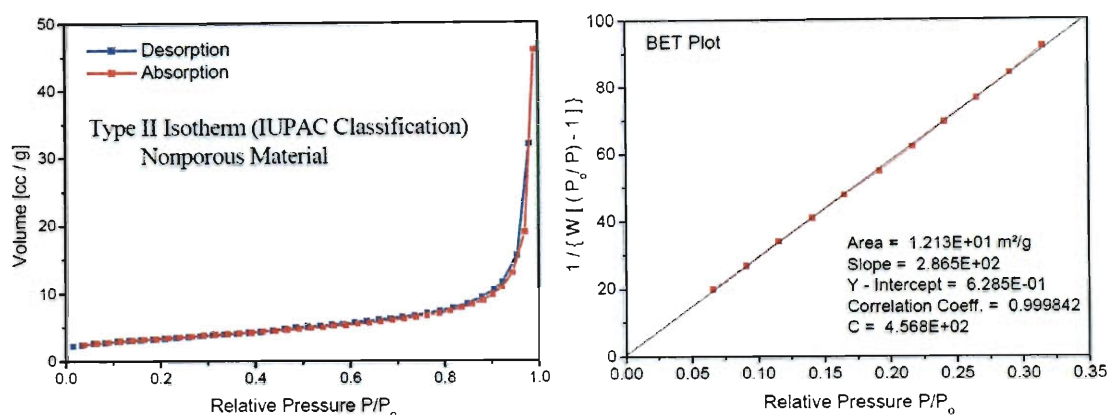 50
40
30
20
10
0
Volume [cc / g]
Desorption
Absorption
Type II Isotherm (IUPAC Classification)
Nonporous Material
0.0 0.2 0.4 0.6 0.8 1.0
Relative Pressure P/Pₒ
100
80
60
40
20
0
1 / { W [ ( Pₒ / P ) - 1 ] }
BET Plot
Area = 1.213E+01 m²/g
Slope = 2.865E+02
Y - Intercept = 6.285E-01
Correlation Coeff. = 0.999842
C = 4.568E+02
0.00 0.05 0.10 0.15 0.20 0.25 0.30 0.35
Relative Pressure P/Pₒ